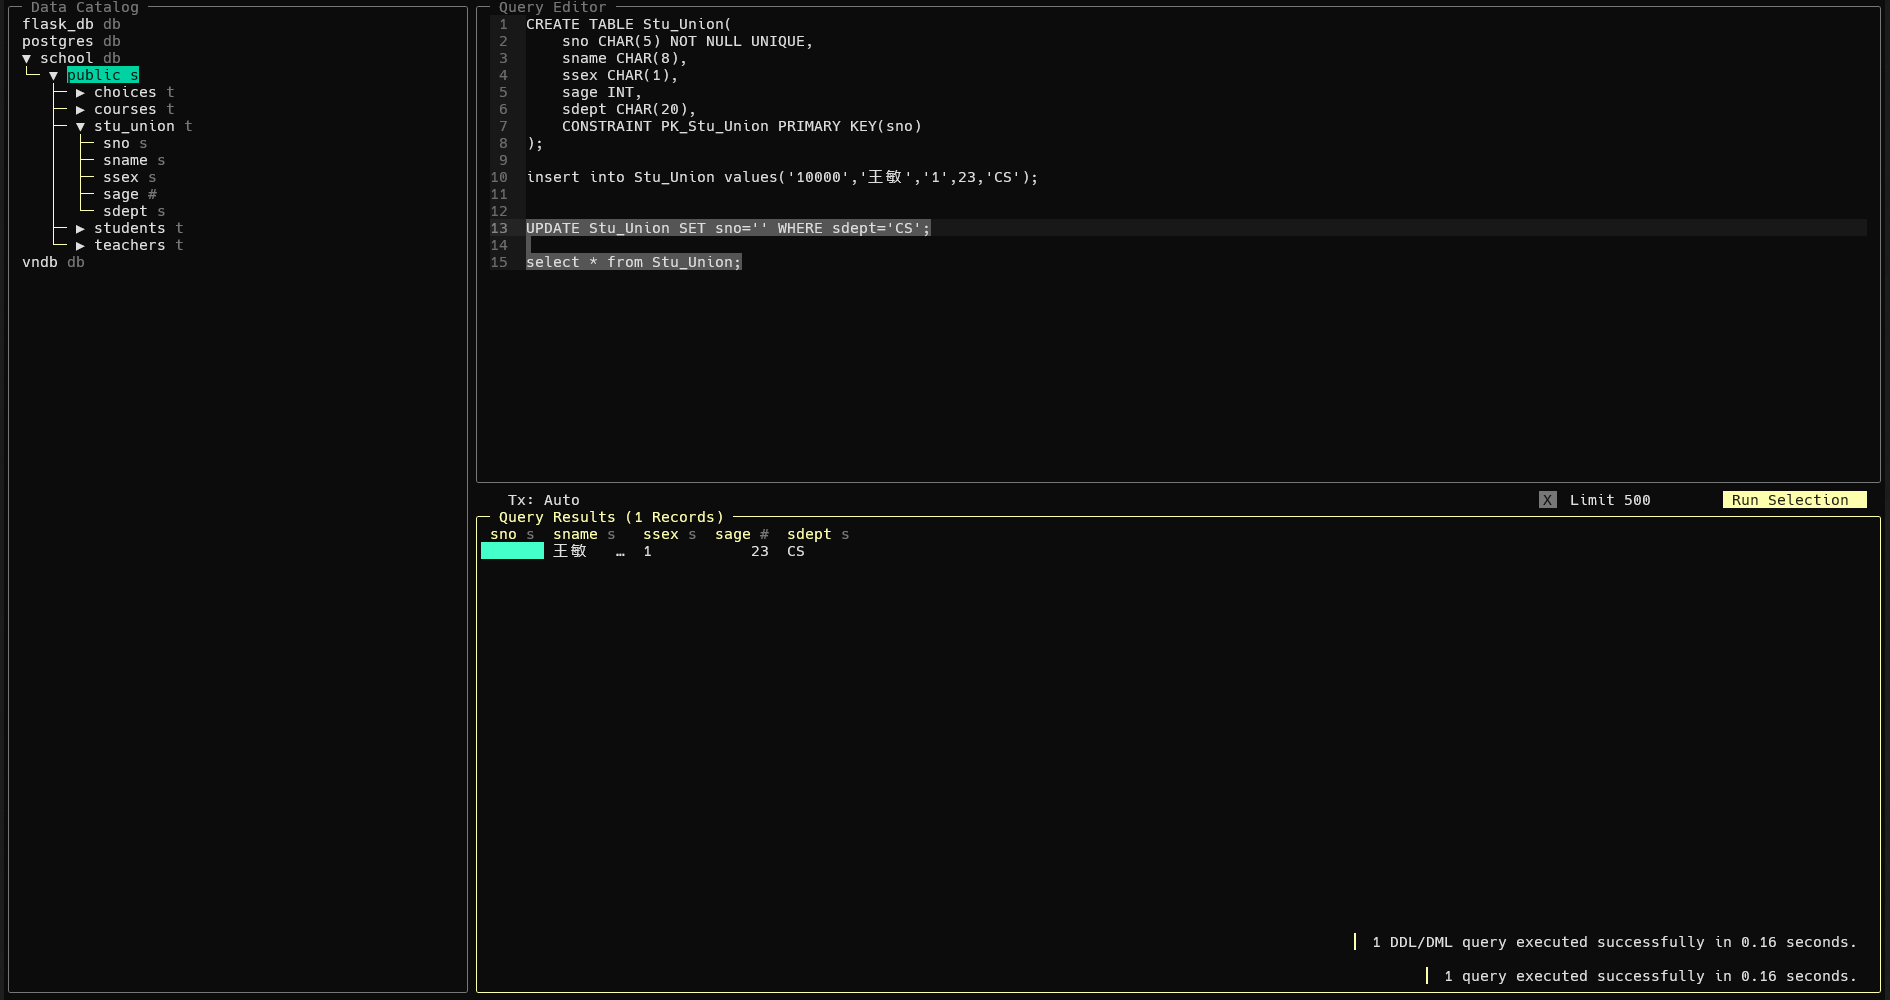 Data Catalog
flask_db db
postgres db
▼ school db
▼ public s
▶ choices t
▶ courses t
▼ stu_union t
sno s
sname s
ssex s
sage #
sdept s
▶ students t
▶ teachers t
vndb db
Query Editor
1 CREATE TABLE Stu_Union(
2 sno CHAR(5) NOT NULL UNIQUE,
3 sname CHAR(8),
4 ssex CHAR(1),
5 sage INT,
6 sdept CHAR(20),
7 CONSTRAINT PK_Stu_Union PRIMARY KEY(sno)
8 );
9
10 insert into Stu_Union values('10000','王敏','1',23,'CS');
11
12
13 UPDATE Stu_Union SET sno='' WHERE sdept='CS';
14
15 select * from Stu_Union;
Tx: Auto X Limit 500 Run Selection
Query Results (1 Records)
sno s sname s ssex s sage # sdept s
王敏 … 1 23 CS
1 DDL/DML query executed successfully in 0.16 seconds.
1 query executed successfully in 0.16 seconds.